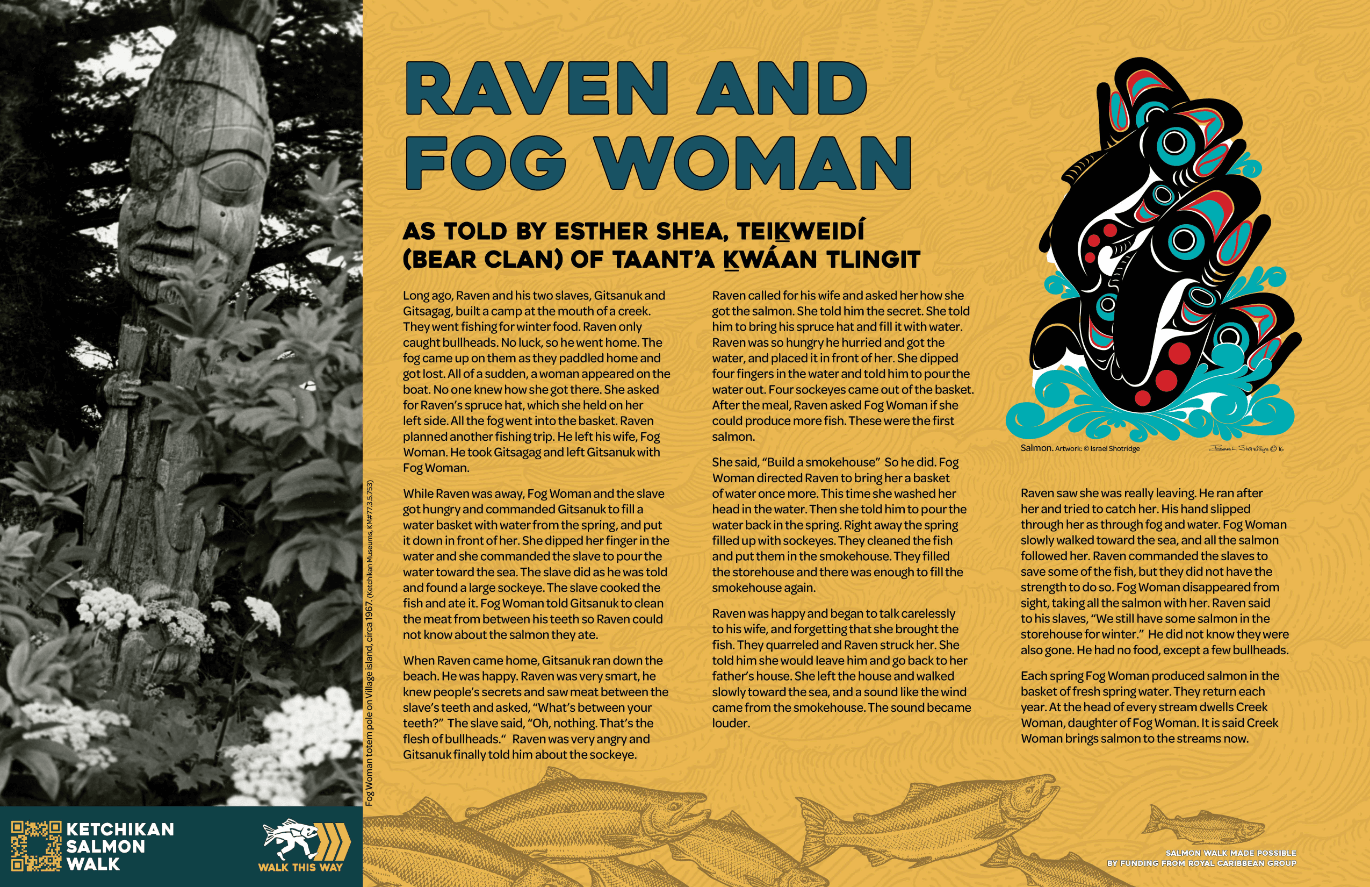 RAVEN AND
FOG WOMAN
AS TOLD BY ESTHER SHEA, TEIḴWEIDÍ
(BEAR CLAN) OF TAANT’A ḴWÁAN TLINGIT
Long ago, Raven and his two slaves, Gitsanuk and
Gitsagag, built a camp at the mouth of a creek.
They went fishing for winter food. Raven only
caught bullheads. No luck, so he went home. The
fog came up on them as they paddled home and
got lost. All of a sudden, a woman appeared on the
boat. No one knew how she got there. She asked
for Raven’s spruce hat, which she held on her
left side. All the fog went into the basket. Raven
planned another fishing trip. He left his wife, Fog
Woman. He took Gitsagag and left Gitsanuk with
Fog Woman.
While Raven was away, Fog Woman and the slave
got hungry and commanded Gitsanuk to fill a
water basket with water from the spring, and put
it down in front of her. She dipped her finger in the
water and she commanded the slave to pour the
water toward the sea. The slave did as he was told
and found a large sockeye. The slave cooked the
fish and ate it. Fog Woman told Gitsanuk to clean
the meat from between his teeth so Raven could
not know about the salmon they ate.
When Raven came home, Gitsanuk ran down the
beach. He was happy. Raven was very smart, he
knew people’s secrets and saw meat between the
slave’s teeth and asked, “What’s between your
teeth?” The slave said, “Oh, nothing. That’s the
flesh of bullheads.” Raven was very angry and
Gitsanuk finally told him about the sockeye.
Raven called for his wife and asked her how she
got the salmon. She told him the secret. She told
him to bring his spruce hat and fill it with water.
Raven was so hungry he hurried and got the
water, and placed it in front of her. She dipped
four fingers in the water and told him to pour the
water out. Four sockeyes came out of the basket.
After the meal, Raven asked Fog Woman if she
could produce more fish. These were the first
salmon.
She said, “Build a smokehouse” So he did. Fog
Woman directed Raven to bring her a basket
of water once more. This time she washed her
head in the water. Then she told him to pour the
water back in the spring. Right away the spring
filled up with sockeyes. They cleaned the fish
and put them in the smokehouse. They filled
the storehouse and there was enough to fill the
smokehouse again.
Raven was happy and began to talk carelessly
to his wife, and forgetting that she brought the
fish. They quarreled and Raven struck her. She
told him she would leave him and go back to her
father’s house. She left the house and walked
slowly toward the sea, and a sound like the wind
came from the smokehouse. The sound became
louder.
Salmon. Artwork: © Israel Shotridge
Raven saw she was really leaving. He ran after
her and tried to catch her. His hand slipped
through her as through fog and water. Fog Woman
slowly walked toward the sea, and all the salmon
followed her. Raven commanded the slaves to
save some of the fish, but they did not have the
strength to do so. Fog Woman disappeared from
sight, taking all the salmon with her. Raven said
to his slaves, “We still have some salmon in the
storehouse for winter.” He did not know they were
also gone. He had no food, except a few bullheads.
Each spring Fog Woman produced salmon in the
basket of fresh spring water. They return each
year. At the head of every stream dwells Creek
Woman, daughter of Fog Woman. It is said Creek
Woman brings salmon to the streams now.
Fog Woman totem pole on Village island, circa 1967. (Ketchikan Museums, KM#77.3.5.753)
KETCHIKAN
SALMON
WALK
WALK THIS WAY
SALMON WALK MADE POSSIBLE
BY FUNDING FROM ROYAL CARIBBEAN GROUP